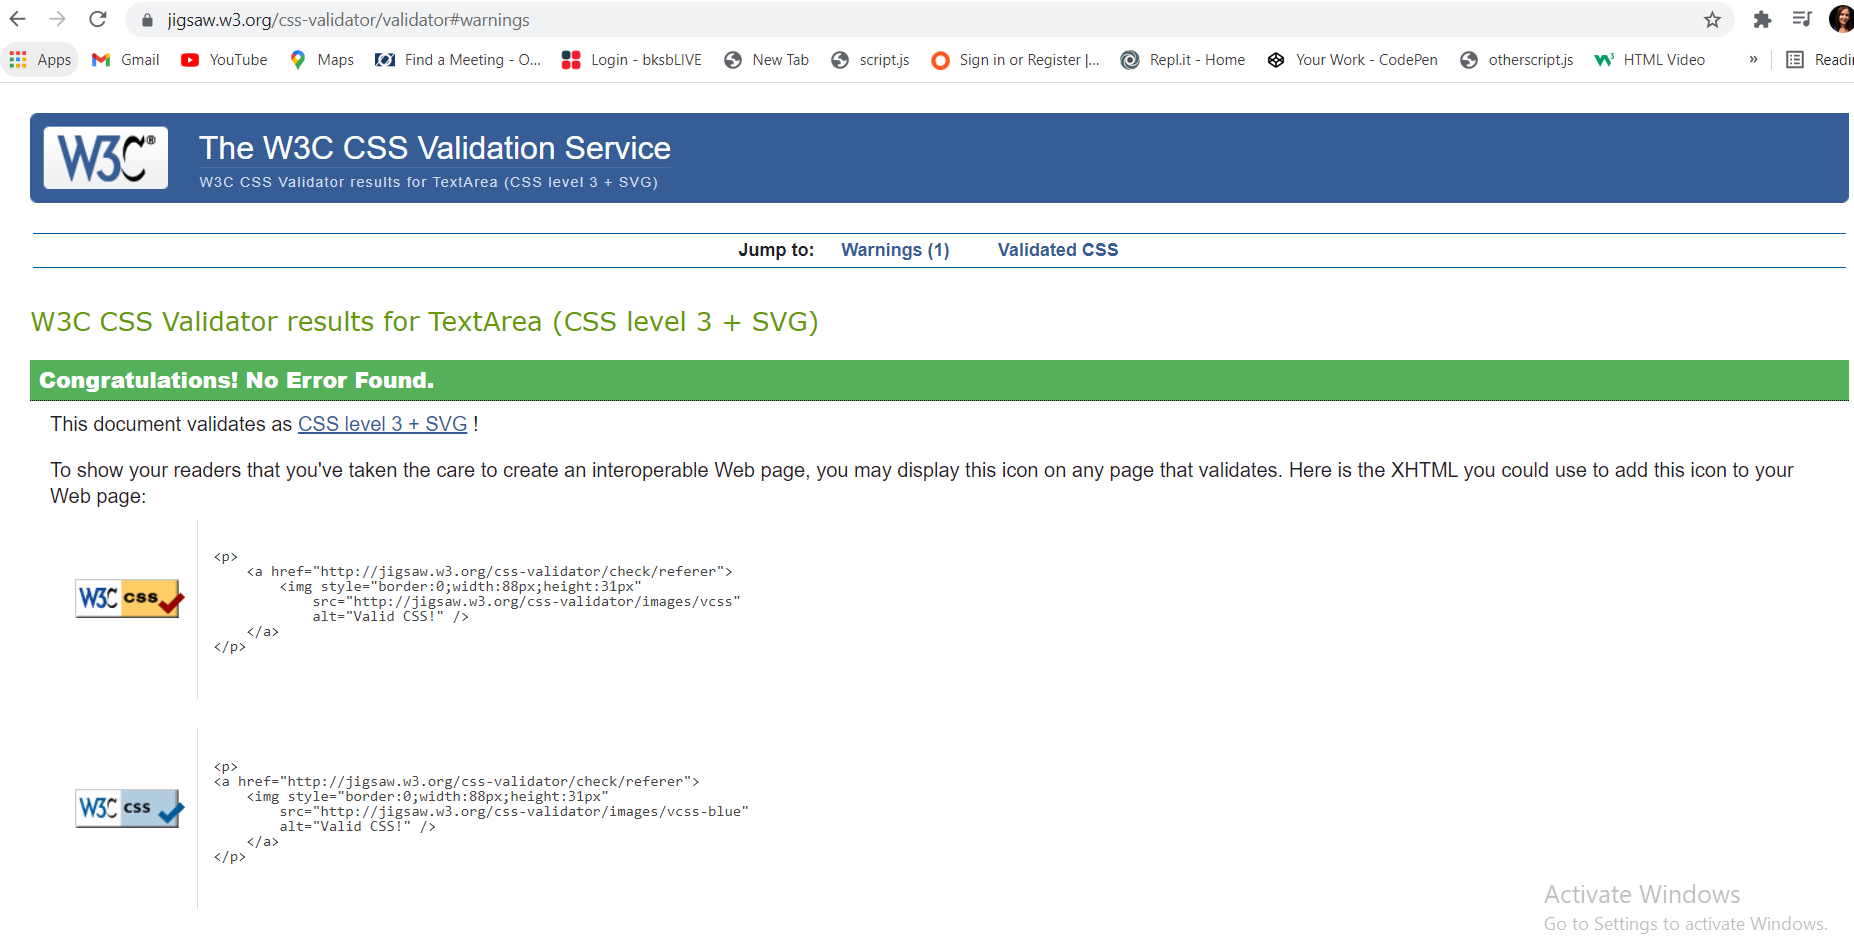 jigsaw.w3.org/css-validator/validator#warnings
Apps Gmail YouTube Maps Find a Meeting - O... Login - bksbLIVE New Tab script.js Sign in or Register |... Repl.it - Home Your Work - CodePen otherscript.js w3 HTML Video » Readi
W3C® The W3C CSS Validation Service
W3C CSS Validator results for TextArea (CSS level 3 + SVG)
Jump to: Warnings (1) Validated CSS
W3C CSS Validator results for TextArea (CSS level 3 + SVG)
Congratulations! No Error Found.
This document validates as CSS level 3 + SVG !
To show your readers that you've taken the care to create an interoperable Web page, you may display this icon on any page that validates. Here is the XHTML you could use to add this icon to your
Web page:
<p>
<a href="http://jigsaw.w3.org/css-validator/check/referer">
<img style="border:0;width:88px;height:31px"
W3C css
src="http://jigsaw.w3.org/css-validator/images/vcss"
alt="Valid CSS!" />
</a>
</p>
<p>
<a href="http://jigsaw.w3.org/css-validator/check/referer">
<img style="border:0;width:88px;height:31px"
W3C css
src="http://jigsaw.w3.org/css-validator/images/vcss-blue"
alt="Valid CSS!" />
</a>
</p>
Activate Windows
Go to Settings to activate Windows.